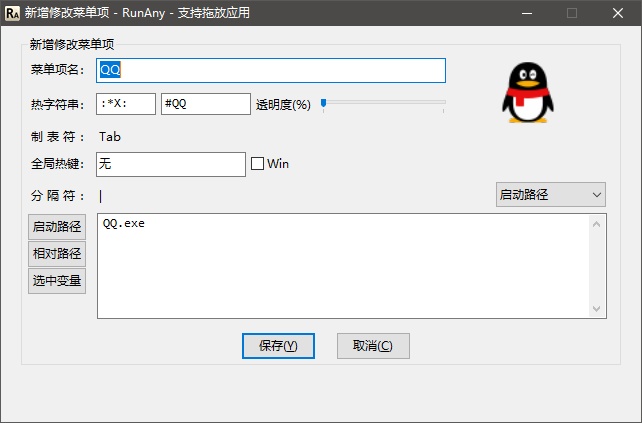 RA 新增修改菜单项 - RunAny - 支持拖放应用
新增修改菜单项
菜单项名: QQ
热字符串: :*X: #QQ 透明度(%)
制 表 符 : Tab
全局热键: 无 Win
分 隔 符 : | 启动路径
启动路径 QQ.exe
相对路径
选中变量
保存(Y) 取消(C)